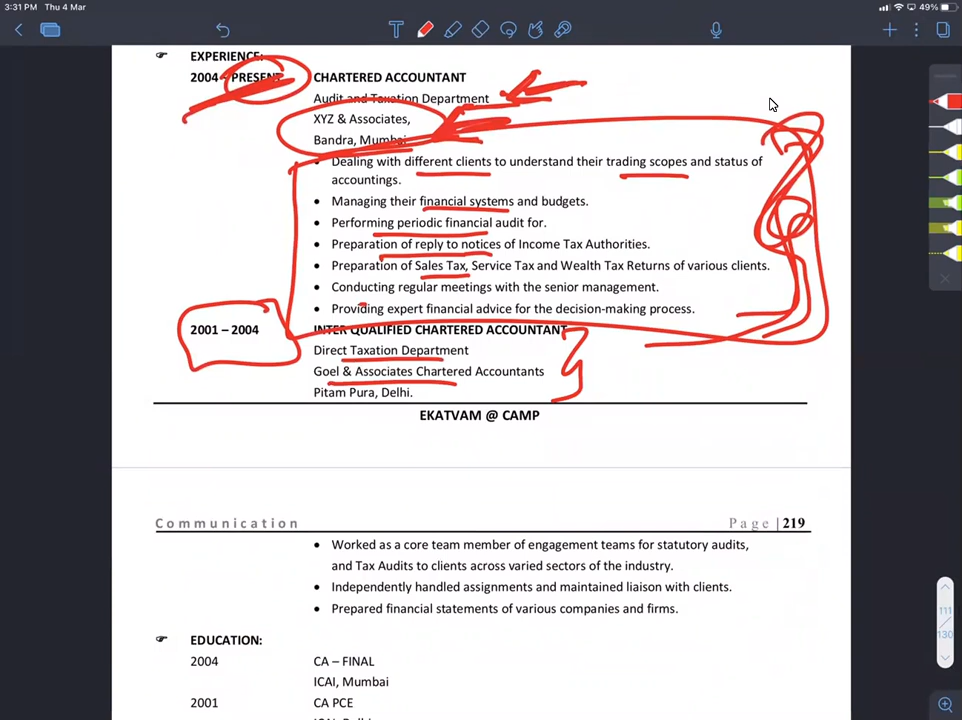 3:31 PM Thu 4 Mar
49%
EXPERIENCE:
2004 – PRESENT CHARTERED ACCOUNTANT
Audit and Taxation Department
XYZ & Associates,
Bandra, Mumbai
• Dealing with different clients to understand their trading scopes and status of
accountings.
• Managing their financial systems and budgets.
• Performing periodic financial audit for.
• Preparation of reply to notices of Income Tax Authorities.
• Preparation of Sales Tax, Service Tax and Wealth Tax Returns of various clients.
• Conducting regular meetings with the senior management.
• Providing expert financial advice for the decision-making process.
2001 – 2004 INTER QUALIFIED CHARTERED ACCOUNTANT
Direct Taxation Department
Goel & Associates Chartered Accountants
Pitam Pura, Delhi.
EKATVAM @ CAMP
Communication Page | 219
• Worked as a core team member of engagement teams for statutory audits,
and Tax Audits to clients across varied sectors of the industry.
• Independently handled assignments and maintained liaison with clients.
• Prepared financial statements of various companies and firms.
111
/
130
EDUCATION:
2004 CA – FINAL
ICAI, Mumbai
2001 CA PCE